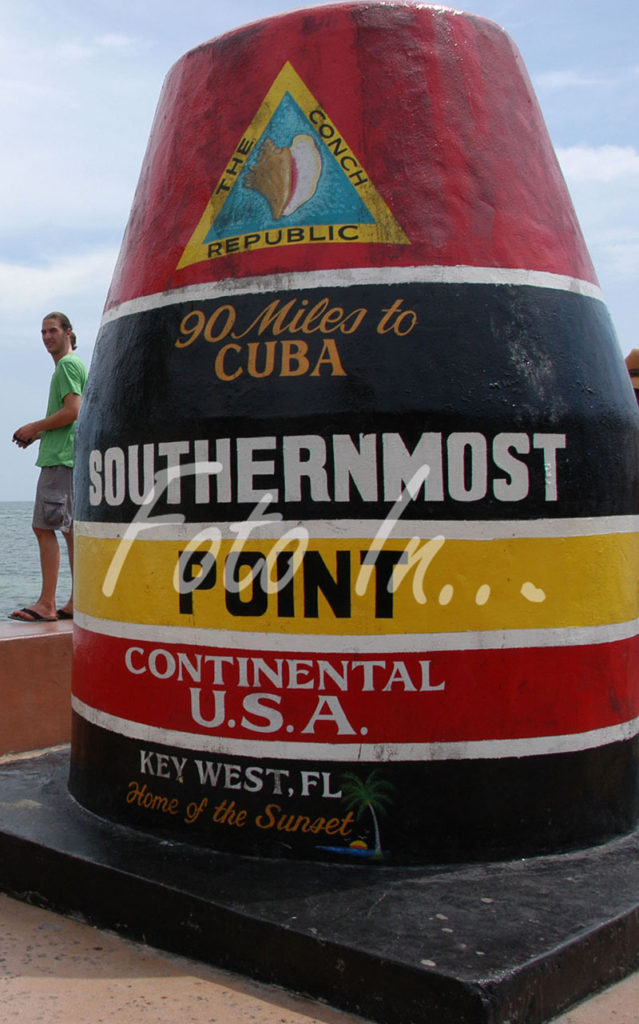 THE CONCH
REPUBLIC
90 Miles to
CUBA
SOUTHERNMOST
POINT
Foto In...
CONTINENTAL
U.S.A.
KEY WEST, FL
Home of the Sunset